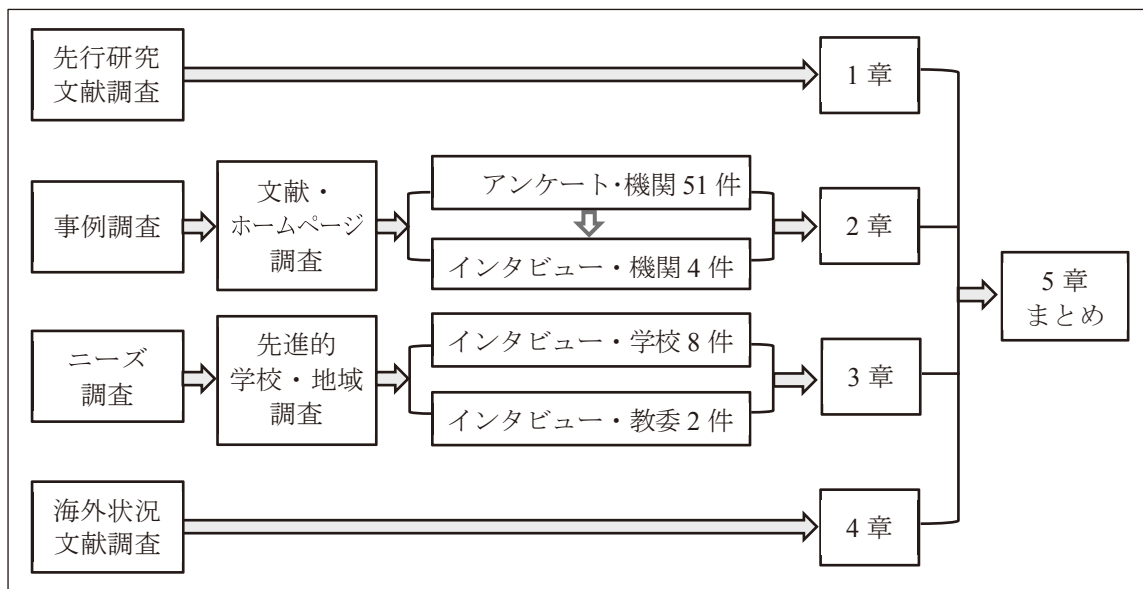 先行研究
文献調査
1 章
事例調査
文献・
ホームページ
調査
アンケート・機関 51 件
インタビュー・機関 4 件
2 章
ニーズ
調査
先進的
学校・地域
調査
インタビュー・学校 8 件
インタビュー・教委 2 件
3 章
海外状況
文献調査
4 章
5 章
まとめ